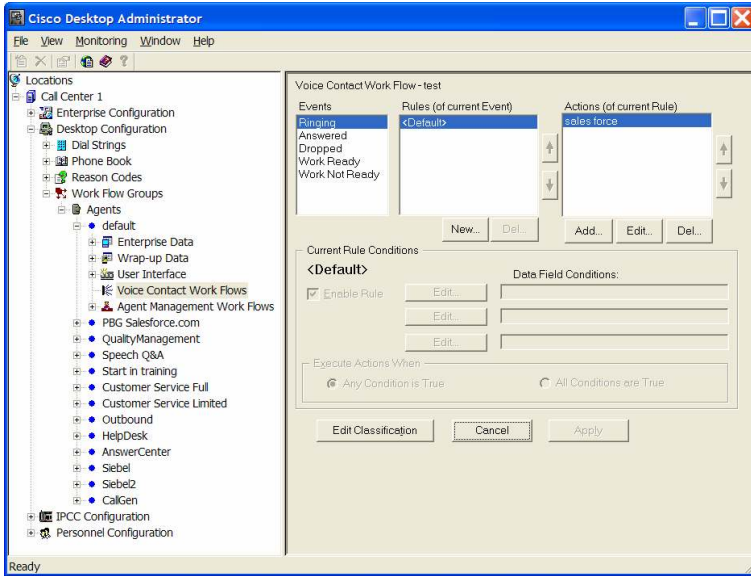 Cisco Desktop Administrator
File View Monitoring Window Help
Locations
Call Center 1
Enterprise Configuration
Desktop Configuration
Dial Strings
Phone Book
Reason Codes
Work Flow Groups
Agents
default
Enterprise Data
Wrap-up Data
User Interface
Voice Contact Work Flows
Agent Management Work Flows
PBG Salesforce.com
QualityManagement
Speech Q&A
Start in training
Customer Service Full
Customer Service Limited
Outbound
HelpDesk
AnswerCenter
Siebel
Siebel2
CalGen
IPCC Configuration
Personnel Configuration
Voice Contact Work Flow - test
Events
Ringing
Answered
Dropped
Work Ready
Work Not Ready
Rules (of current Event)
<Default>
New... Del...
Actions (of current Rule)
sales force
Add... Edit... Del...
Current Rule Conditions
<Default>
Data Field Conditions:
Enable Rule Edit...
Edit...
Edit...
Execute Actions When
Any Condition is True All Conditions are True
Edit Classification Cancel Apply
Ready